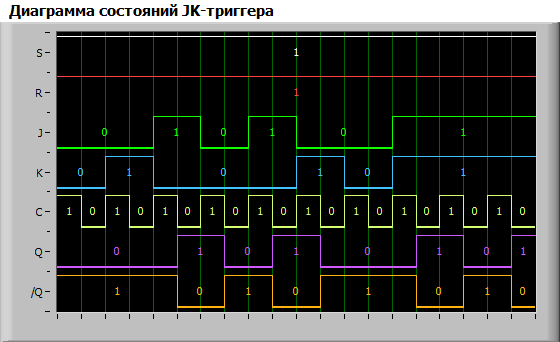 Диаграмма состояний JK-триггера
S 1
R 1
J 0 1 0 1 0 1
K 0 1 0 1 0 1
C 1 0 1 0 1 0 1 0 1 0 1 0 1 0 1 0 1 0 1 0
Q 0 1 0 1 0 1 0 1
/Q 1 0 1 0 1 0 1 0